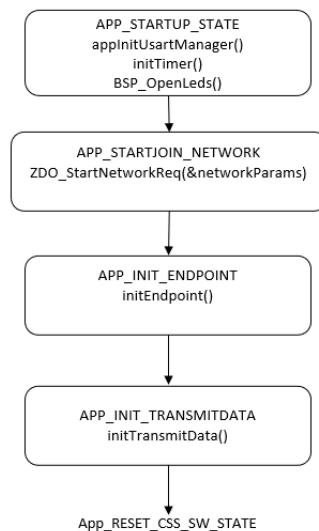 APP_STARTUP_STATE
appInitUsartManager()
initTimer()
BSP_OpenLeds()
APP_STARTJOIN_NETWORK
ZDO_StartNetworkReq(&networkParams)
APP_INIT_ENDPOINT
initEndpoint()
APP_INIT_TRANSMITDATA
initTransmitData()
App_RESET_CSS_SW_STATE